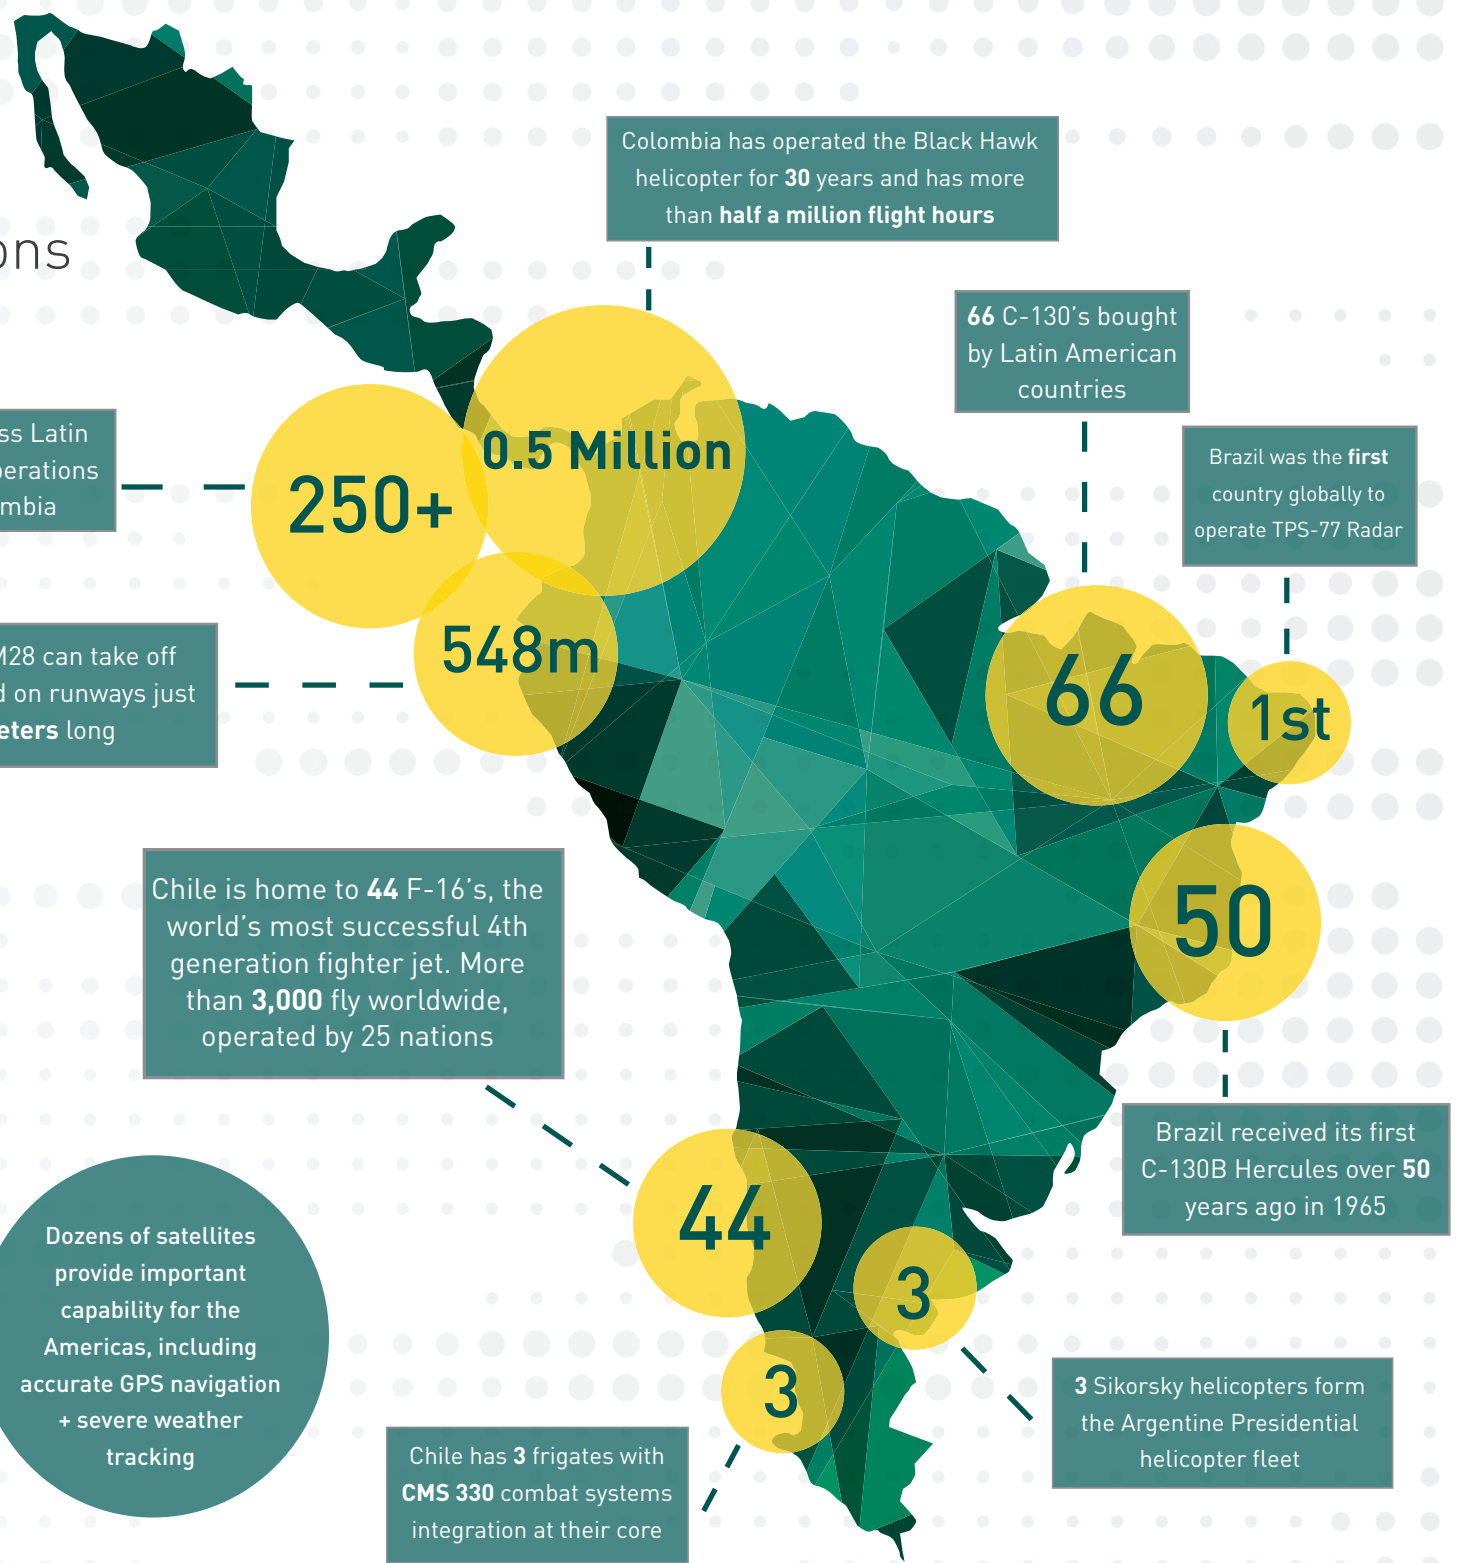 Colombia has operated the Black Hawk
helicopter for 30 years and has more
than half a million flight hours
ons
66 C-130's bought
by Latin American
countries
ss Latin
erations
mbia
250+
0.5 Million
Brazil was the first
country globally to
operate TPS-77 Radar
M28 can take off
d on runways just
eters long
548m
66
1st
Chile is home to 44 F-16's, the
world's most successful 4th
generation fighter jet. More
than 3,000 fly worldwide,
operated by 25 nations
50
Brazil received its first
C-130B Hercules over 50
years ago in 1965
44
3
Dozens of satellites
provide important
capability for the
Americas, including
accurate GPS navigation
+ severe weather
tracking
3
3 Sikorsky helicopters form
the Argentine Presidential
helicopter fleet
Chile has 3 frigates with
CMS 330 combat systems
integration at their core